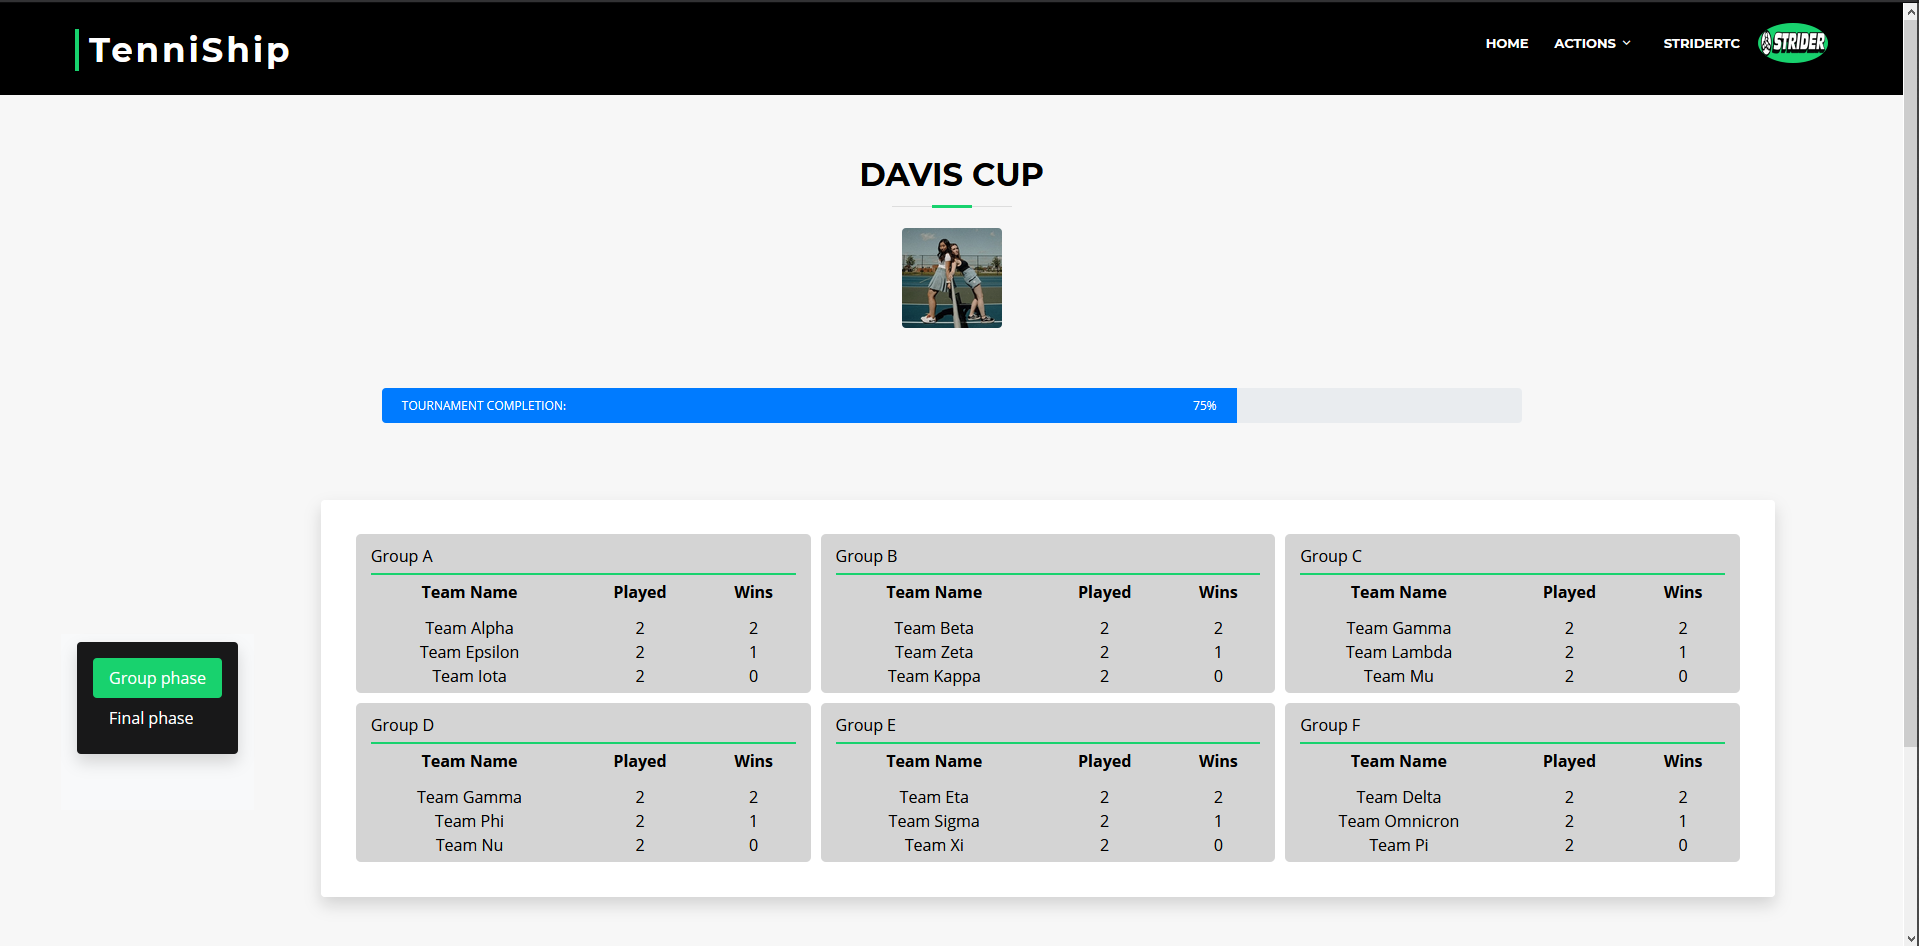 TenniShip
HOME ACTIONS STRIDERTC STRIDER
DAVIS CUP
TOURNAMENT COMPLETION: 75%
Group A
Team Name Played Wins
Team Alpha 2 2
Team Epsilon 2 1
Team Iota 2 0
Group B
Team Name Played Wins
Team Beta 2 2
Team Zeta 2 1
Team Kappa 2 0
Group C
Team Name Played Wins
Team Gamma 2 2
Team Lambda 2 1
Team Mu 2 0
Group phase
Final phase
Group D
Team Name Played Wins
Team Gamma 2 2
Team Phi 2 1
Team Nu 2 0
Group E
Team Name Played Wins
Team Eta 2 2
Team Sigma 2 1
Team Xi 2 0
Group F
Team Name Played Wins
Team Delta 2 2
Team Omnicron 2 1
Team Pi 2 0